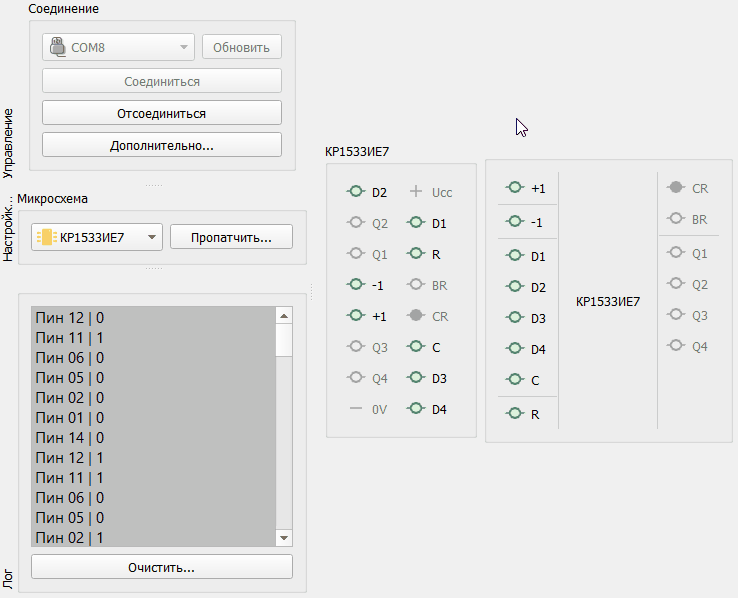 Соединение
COM8
Обновить
Соединиться
Отсоединиться
Дополнительно...
Управление
Настройк...
Микросхема
КР1533ИЕ7
Пропатчить...
Пин 12 | 0
Пин 11 | 1
Пин 06 | 0
Пин 05 | 0
Пин 02 | 0
Пин 01 | 0
Пин 14 | 0
Пин 12 | 1
Пин 11 | 1
Пин 06 | 0
Пин 05 | 0
Пин 02 | 1
Очистить...
Лог
КР1533ИЕ7
D2 Ucc
Q2 D1
Q1 R
-1 BR
+1 CR
Q3 C
Q4 D3
0V D4
+1
-1
D1
D2
D3
D4
C
R
КР1533ИЕ7
CR
BR
Q1
Q2
Q3
Q4